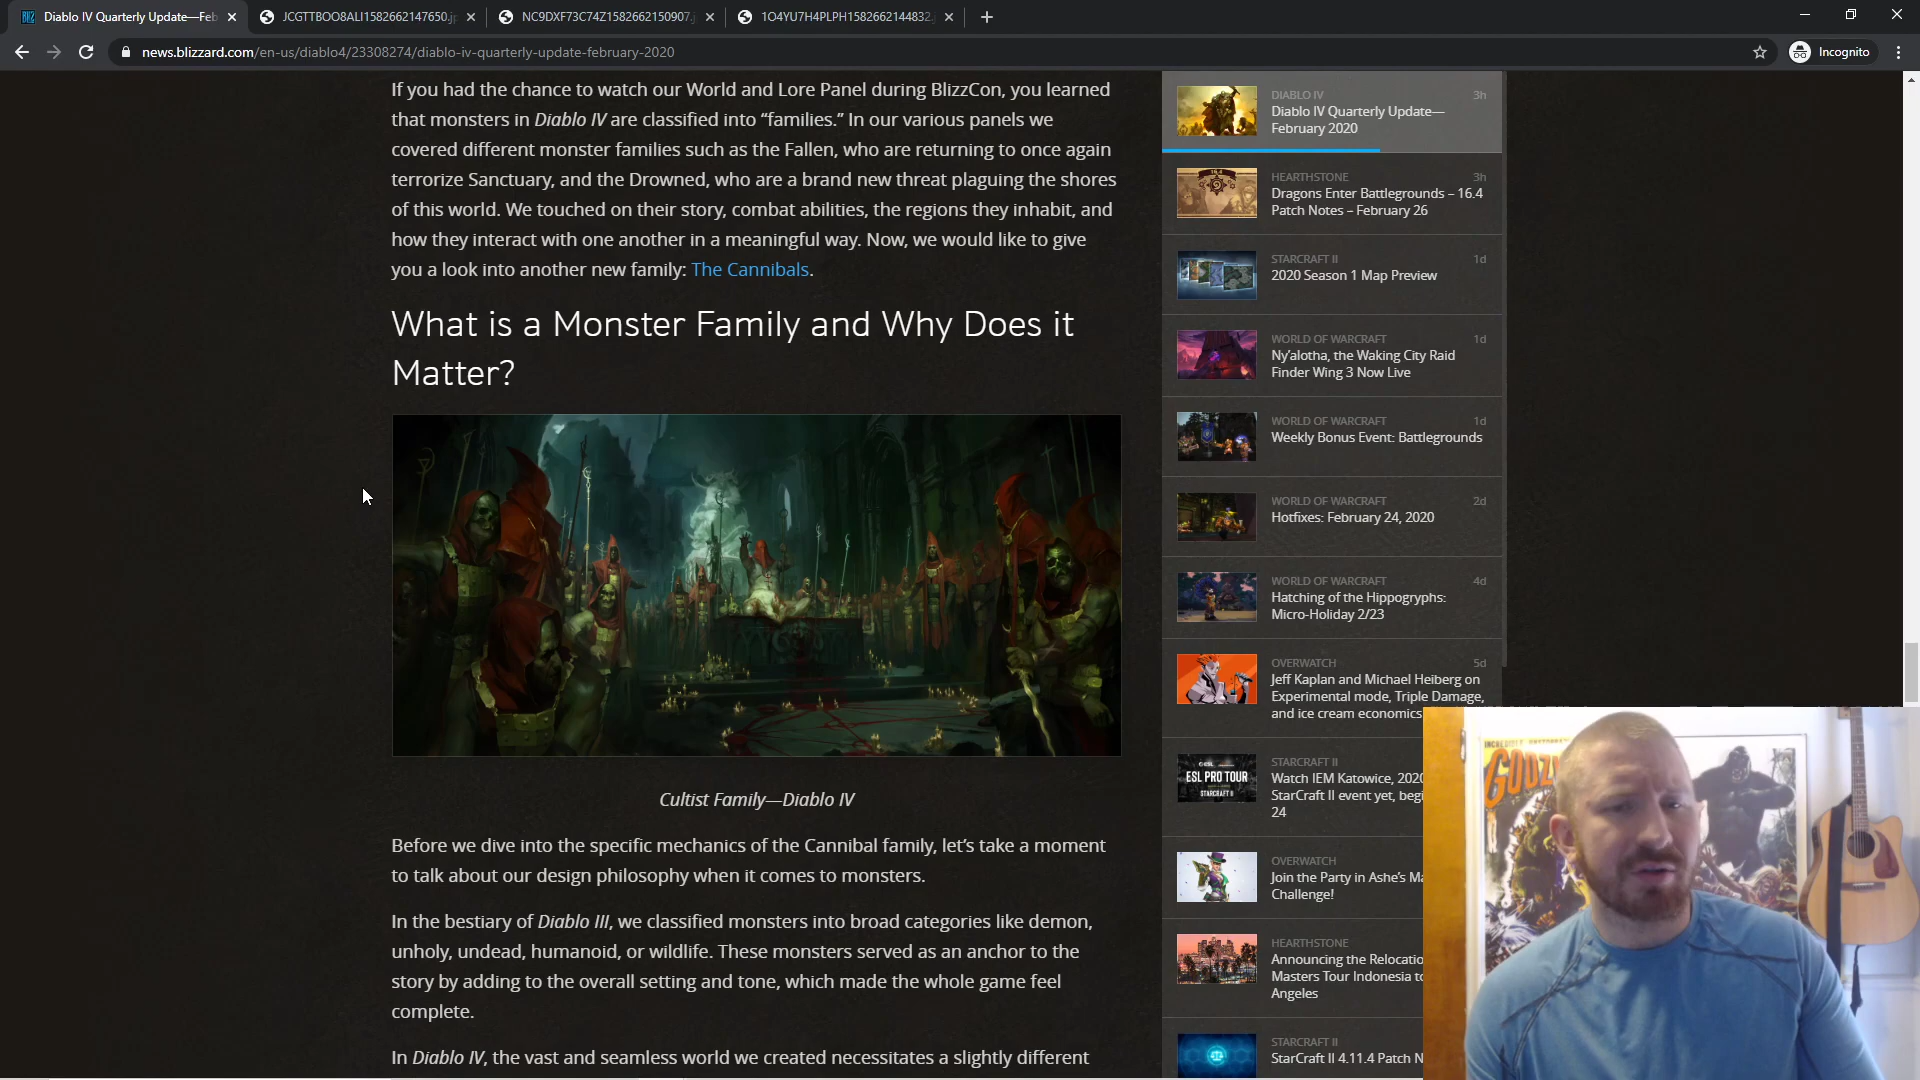 Diablo IV Quarterly Update—Feb
JCGTTBOO8ALI1582662147650.j
NC9DXF73C74Z1582662150907.j
1O4YU7H4PLPH1582662144832.
news.blizzard.com/en-us/diablo4/23308274/diablo-iv-quarterly-update-february-2020
Incognito
If you had the chance to watch our World and Lore Panel during BlizzCon, you learned
that monsters in Diablo IV are classified into “families.” In our various panels we
covered different monster families such as the Fallen, who are returning to once again
terrorize Sanctuary, and the Drowned, who are a brand new threat plaguing the shores
of this world. We touched on their story, combat abilities, the regions they inhabit, and
how they interact with one another in a meaningful way. Now, we would like to give
you a look into another new family: The Cannibals.
What is a Monster Family and Why Does it
Matter?
Cultist Family—Diablo IV
Before we dive into the specific mechanics of the Cannibal family, let’s take a moment
to talk about our design philosophy when it comes to monsters.
In the bestiary of Diablo III, we classified monsters into broad categories like demon,
unholy, undead, humanoid, or wildlife. These monsters served as an anchor to the
story by adding to the overall setting and tone, which made the whole game feel
complete.
In Diablo IV, the vast and seamless world we created necessitates a slightly different
DIABLO IV 3h
Diablo IV Quarterly Update—
February 2020
HEARTHSTONE 3h
Dragons Enter Battlegrounds – 16.4
Patch Notes – February 26
STARCRAFT II 1d
2020 Season 1 Map Preview
WORLD OF WARCRAFT 1d
Ny’alotha, the Waking City Raid
Finder Wing 3 Now Live
WORLD OF WARCRAFT 1d
Weekly Bonus Event: Battlegrounds
WORLD OF WARCRAFT 2d
Hotfixes: February 24, 2020
WORLD OF WARCRAFT 4d
Hatching of the Hippogryphs:
Micro-Holiday 2/23
OVERWATCH 5d
Jeff Kaplan and Michael Heiberg on
Experimental mode, Triple Damage,
and ice cream economics
STARCRAFT II
Watch IEM Katowice, 2020
StarCraft II event yet, begi
24
ESL PRO TOUR
STARCRAFT II
OVERWATCH
Join the Party in Ashe’s Ma
Challenge!
HEARTHSTONE
Announcing the Relocatio
Masters Tour Indonesia to
Angeles
STARCRAFT II
StarCraft II 4.11.4 Patch N
GODZ